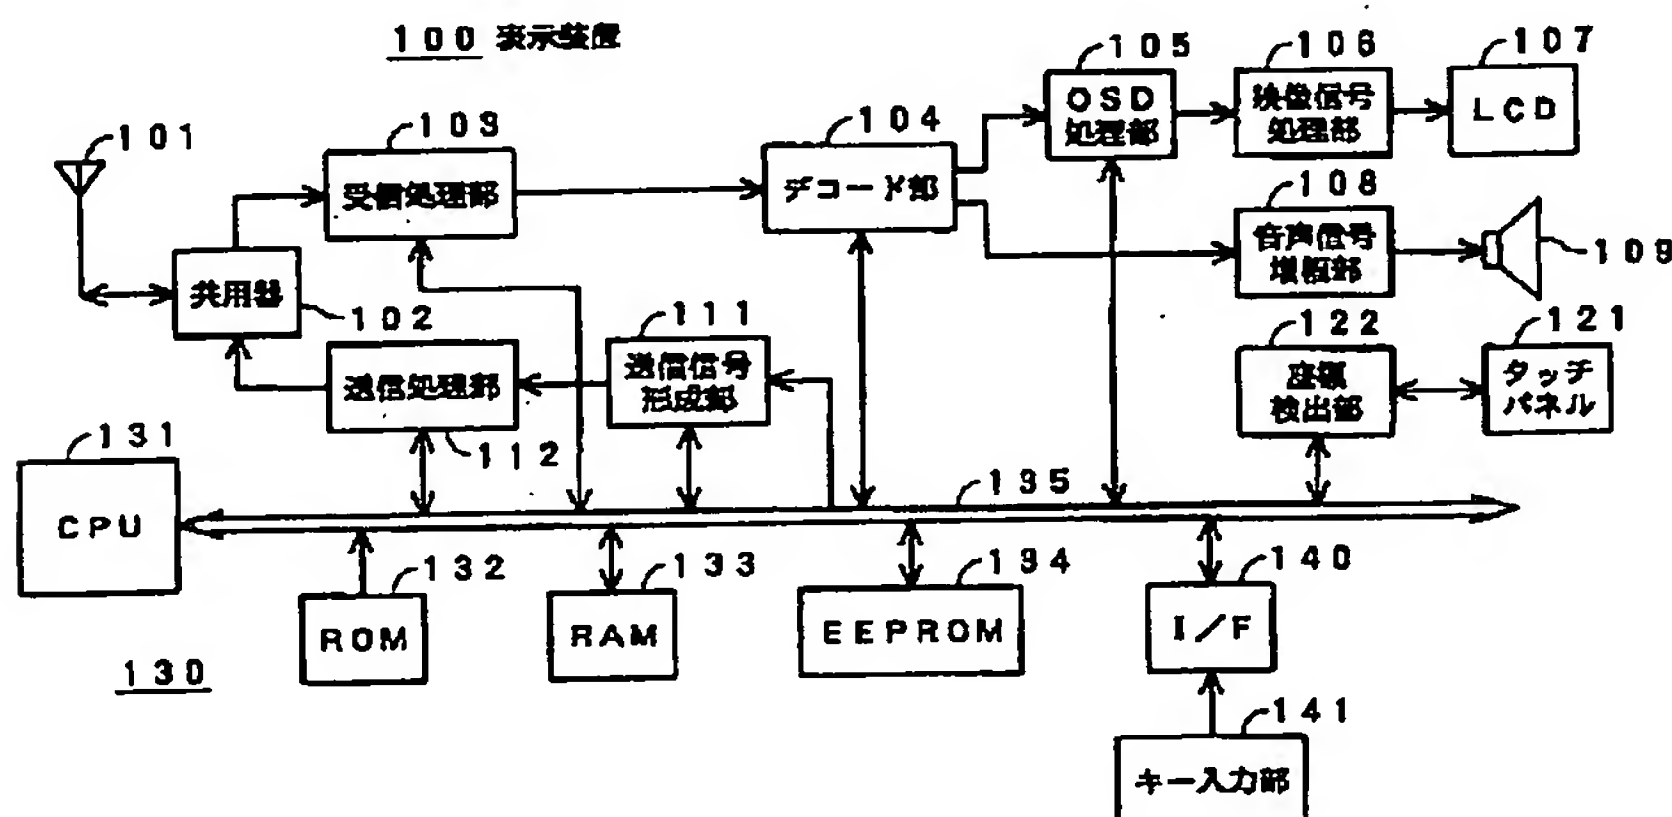 100 表示装置
101
102
共用器
103
受信処理部
104
デコード部
105
OSD
処理部
106
映像信号
処理部
107
LCD
108
音声信号
増幅部
109
111
送信信号
形成部
112
送信処理部
121
タッチ
パネル
122
座標
検出部
131
CPU
135
132
ROM
133
RAM
134
EEPROM
140
I/F
141
キー入力部
130